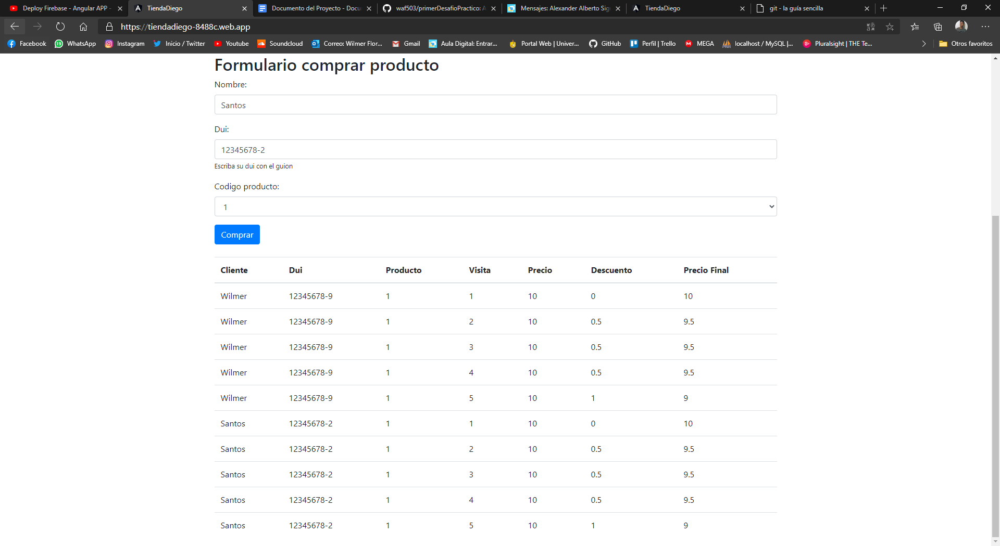 Deploy Firebase - Angular APP -
TiendaDiego
Documento del Proyecto - Docu
waf503/primerDesafioPractico: A
Mensajes: Alexander Alberto Sig
TiendaDiego
git - la guía sencilla
https://tiendadiego-8488c.web.app
Facebook
19
WhatsApp
Instagram
Inicio / Twitter
Youtube
Soundcloud
Correo: Wilmer Flor...
Gmail
Aula Digital: Entrar...
Portal Web | Univer...
GitHub
Perfil | Trello
MEGA
localhost / MySQL |...
Pluralsight | THE Te...
Otros favoritos
Formulario comprar producto
Nombre:
Santos
Dui:
12345678-2
Escriba su dui con el guion
Codigo producto:
1
Comprar
Cliente Dui Producto Visita Precio Descuento Precio Final
Wilmer 12345678-9 1 1 10 0 10
Wilmer 12345678-9 1 2 10 0.5 9.5
Wilmer 12345678-9 1 3 10 0.5 9.5
Wilmer 12345678-9 1 4 10 0.5 9.5
Wilmer 12345678-9 1 5 10 1 9
Santos 12345678-2 1 1 10 0 10
Santos 12345678-2 1 2 10 0.5 9.5
Santos 12345678-2 1 3 10 0.5 9.5
Santos 12345678-2 1 4 10 0.5 9.5
Santos 12345678-2 1 5 10 1 9